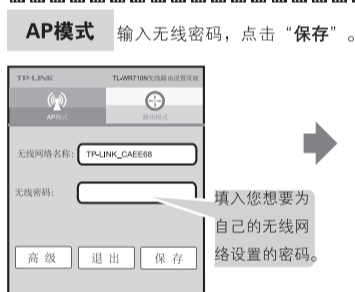 AP模式 输入无线密码，点击“保存”。
TP-LINK TL-WR710N无线路由设置页面
AP模式 路由模式
无线网络名称: TP-LINK_CAEE68
无线密码:
填入您想要为
自己的无线网
络设置的密码。
高 级 退 出 保 存